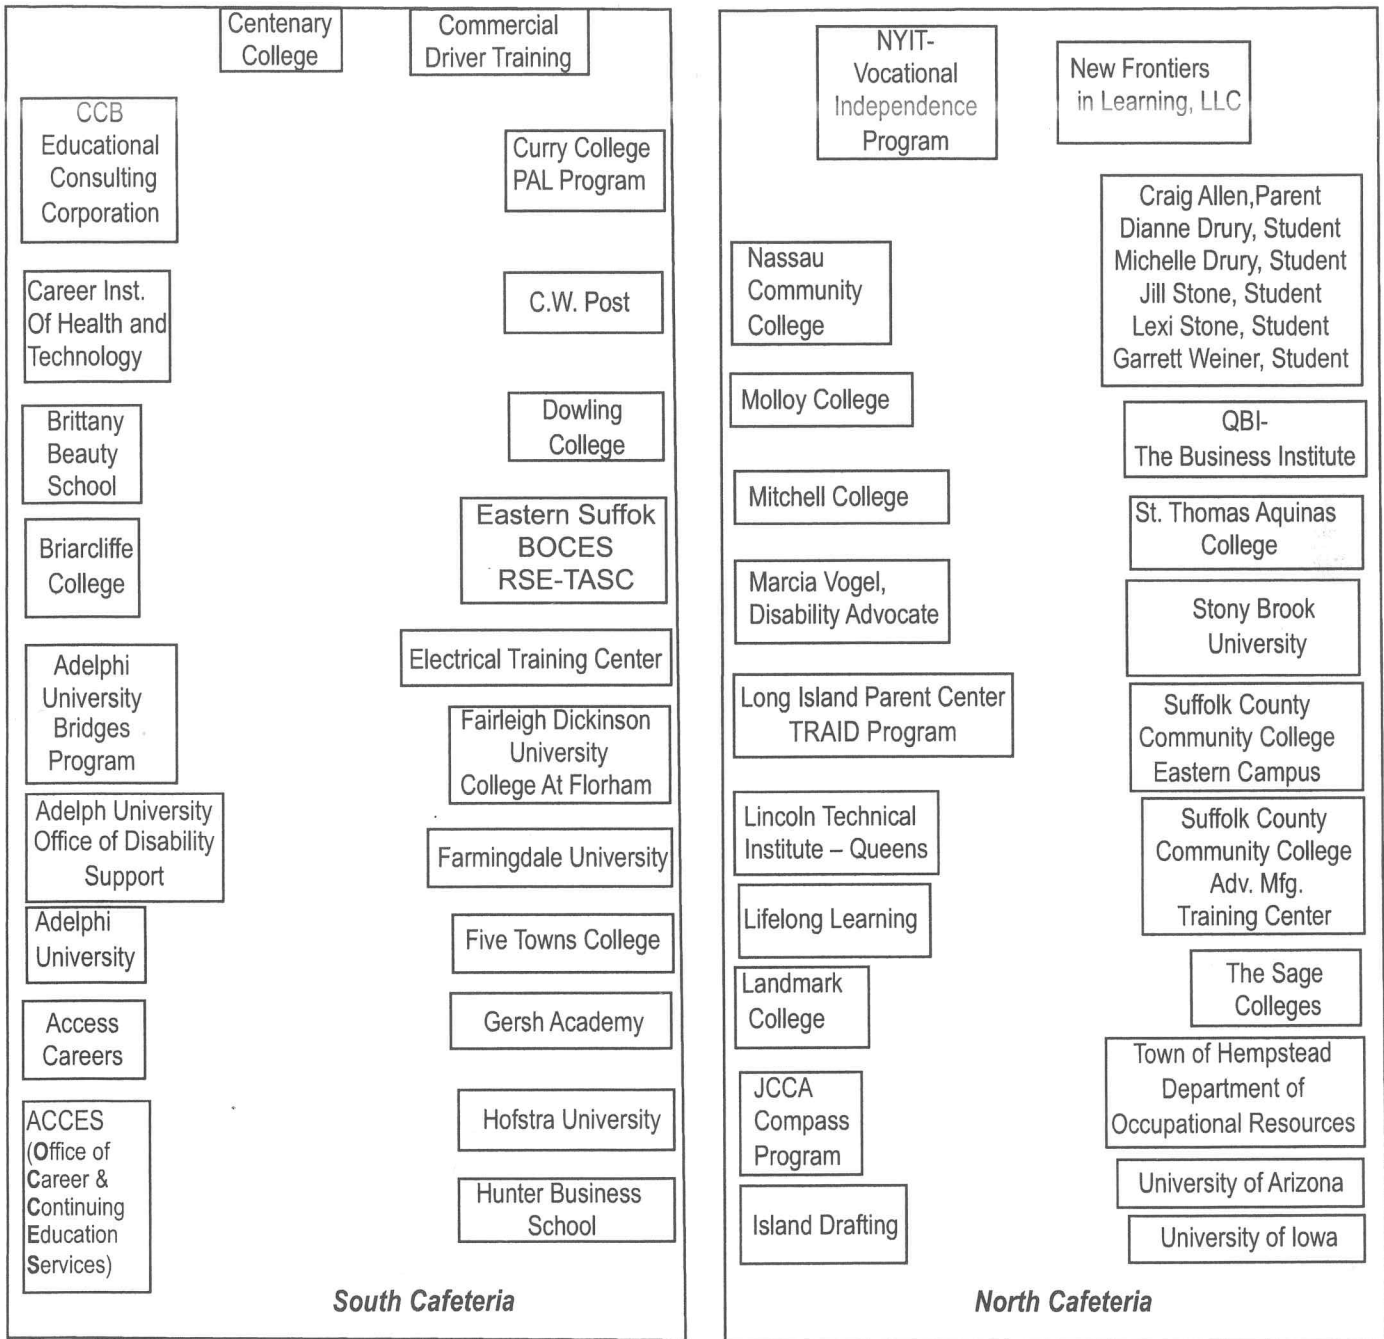 Centenary
College
Commercial
Driver Training
CCB
Educational
Consulting
Corporation
Curry College
PAL Program
Career Inst.
Of Health and
Technology
C.W. Post
Brittany
Beauty
School
Dowling
College
Briarcliffe
College
Eastern Suffok
BOCES
RSE-TASC
Adelphi
University
Bridges
Program
Electrical Training Center
Fairleigh Dickinson
University
College At Florham
Adelph University
Office of Disability
Support
Farmingdale University
Adelphi
University
Five Towns College
Access
Careers
Gersh Academy
ACCES
(Office of
Career &
Continuing
Education
Services)
Hofstra University
Hunter Business
School
South Cafeteria
NYIT-
Vocational
Independence
Program
New Frontiers
in Learning, LLC
Nassau
Community
College
Craig Allen,Parent
Dianne Drury, Student
Michelle Drury, Student
Jill Stone, Student
Lexi Stone, Student
Garrett Weiner, Student
Molloy College
QBI-
The Business Institute
Mitchell College
St. Thomas Aquinas
College
Marcia Vogel,
Disability Advocate
Stony Brook
University
Long Island Parent Center
TRAID Program
Suffolk County
Community College
Eastern Campus
Lincoln Technical
Institute – Queens
Suffolk County
Community College
Adv. Mfg.
Training Center
Lifelong Learning
Landmark
College
The Sage
Colleges
JCCA
Compass
Program
Town of Hempstead
Department of
Occupational Resources
Island Drafting
University of Arizona
University of Iowa
North Cafeteria